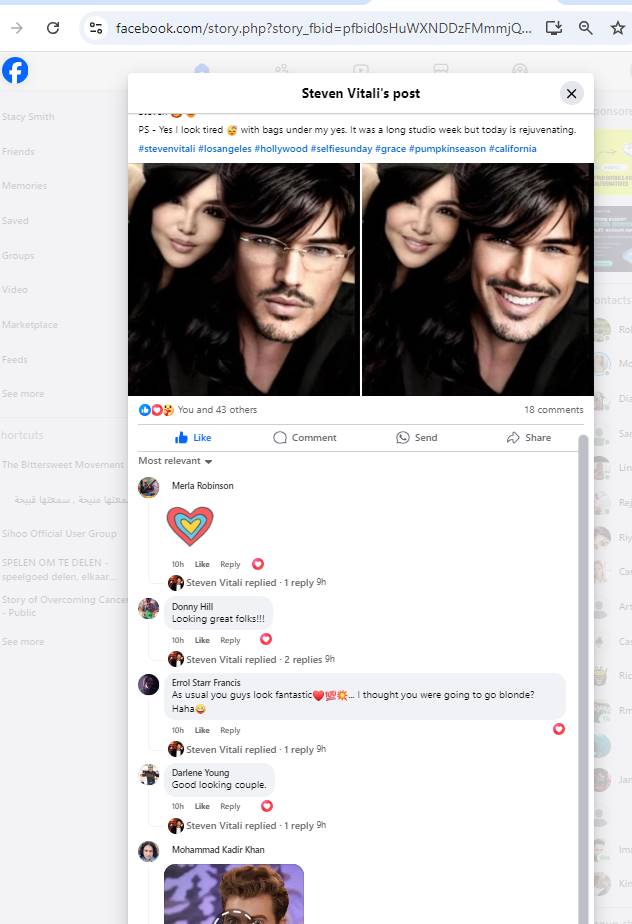 facebook.com/story.php?story_fbid=pfbid0sHuWXNDDzFMmmjQ...
Steven Vitali's post
Stacy Smith
Friends
Memories
Saved
Groups
Video
Marketplace
Feeds
See more
The Bittersweet Movement
سمعتها منيحة , سمعتها قبيحة
Sihoo Official User Group
SPELEN OM TE DELEN -
speelgoed delen, elkaar...
Story of Overcoming Cancer
- Public
See more
PS - Yes I look tired 😴 with bags under my yes. It was a long studio week but today is rejuvenating.
#stevenvitali #losangeles #hollywood #selfiesunday #grace #pumpkinseason #california
You and 43 others
18 comments
Like
Comment
Send
Share
Most relevant
Merla Robinson
10h Like Reply
Steven Vitali replied · 1 reply 9h
Donny Hill
Looking great folks!!!
10h Like Reply
Steven Vitali replied · 2 replies 9h
Errol Starr Francis
As usual you guys look fantastic❤️💯💥... I thought you were going to go blonde?
Haha😂
10h Like Reply
Steven Vitali replied · 1 reply 9h
Darlene Young
Good looking couple.
10h Like Reply
Steven Vitali replied · 1 reply 9h
Mohammad Kadir Khan